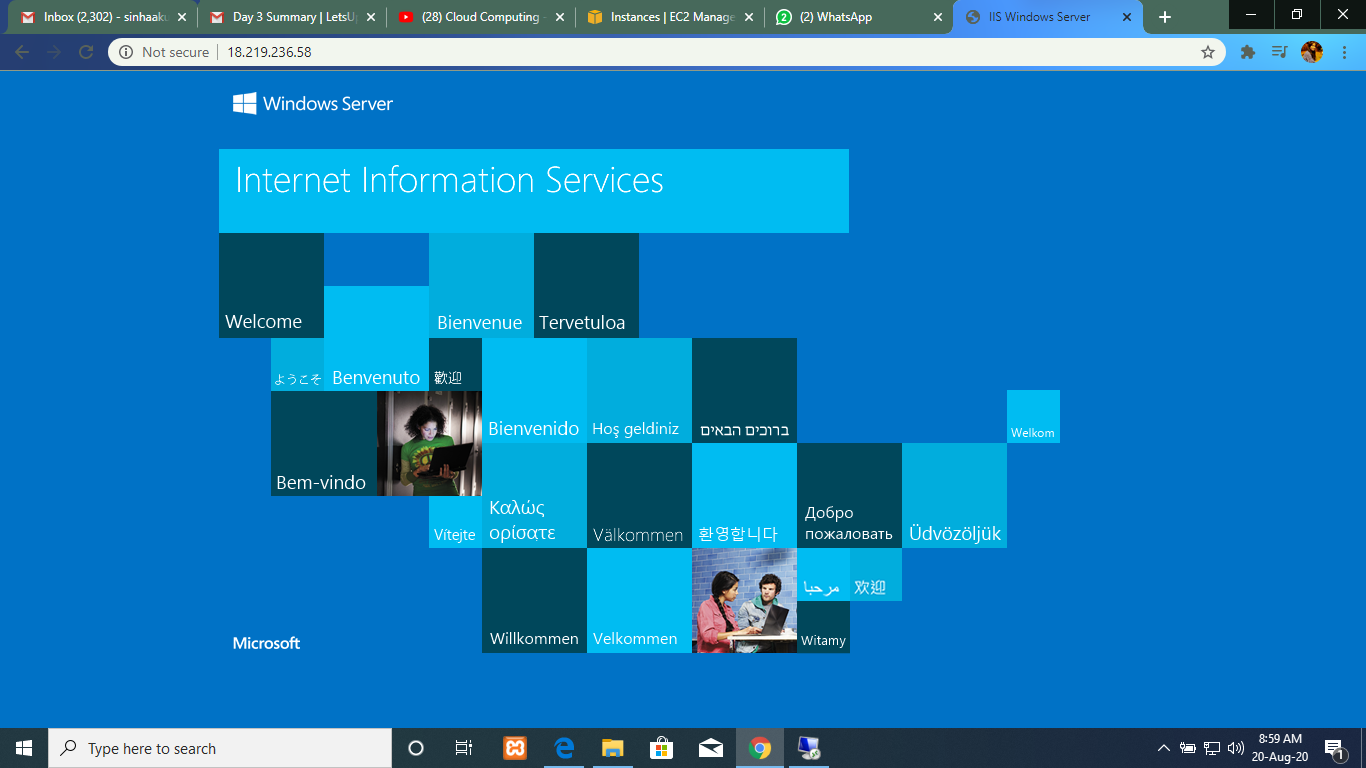 Inbox (2,302) - sinhaaku
Day 3 Summary | LetsUp
(28) Cloud Computing -
Instances | EC2 Manage
(2) WhatsApp
IIS Windows Server
Not secure
18.219.236.58
Windows Server
Internet Information Services
Welcome
Bienvenue
Tervetuloa
ようこそ
Benvenuto
歡迎
Bienvenido
Hoş geldiniz
ברוכים הבאים
Welkom
Bem-vindo
Vítejte
Καλώς
ορίσατε
Välkommen
환영합니다
Добро
пожаловать
Üdvözöljük
Willkommen
Velkommen
مرحبا
欢迎
Witamy
Microsoft
Type here to search
8:59 AM
20-Aug-20
1